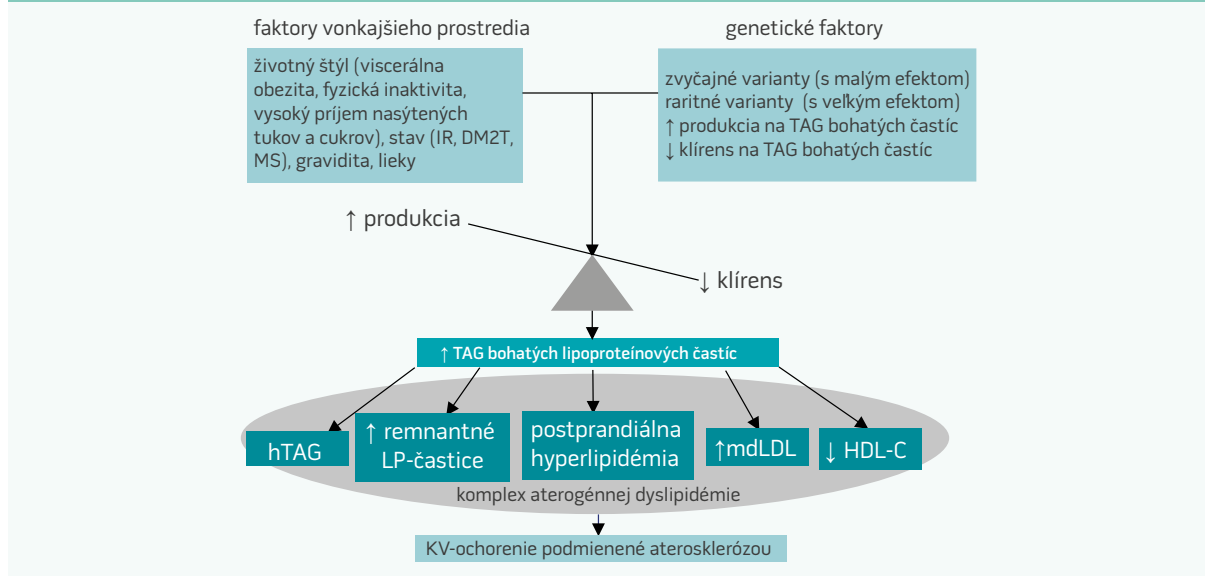 faktory vonkajšieho prostredia
životný štýl (viscerálna
obezita, fyzická inaktivita,
vysoký príjem nasýtených
tukov a cukrov), stav (IR, DM2T,
MS), gravidita, lieky
genetické faktory
zvyčajné varianty (s malým efektom)
raritné varianty (s veľkým efektom)
↑ produkcia na TAG bohatých častíc
↓ klírens na TAG bohatých častíc
↑ produkcia
↓ klírens
↑ TAG bohatých lipoproteínových častíc
hTAG
↑ remnantné
LP-častice
postprandiálna
hyperlipidémia
↑mdLDL
↓ HDL-C
komplex aterogénnej dyslipidémie
KV-ochorenie podmienené aterosklerózou